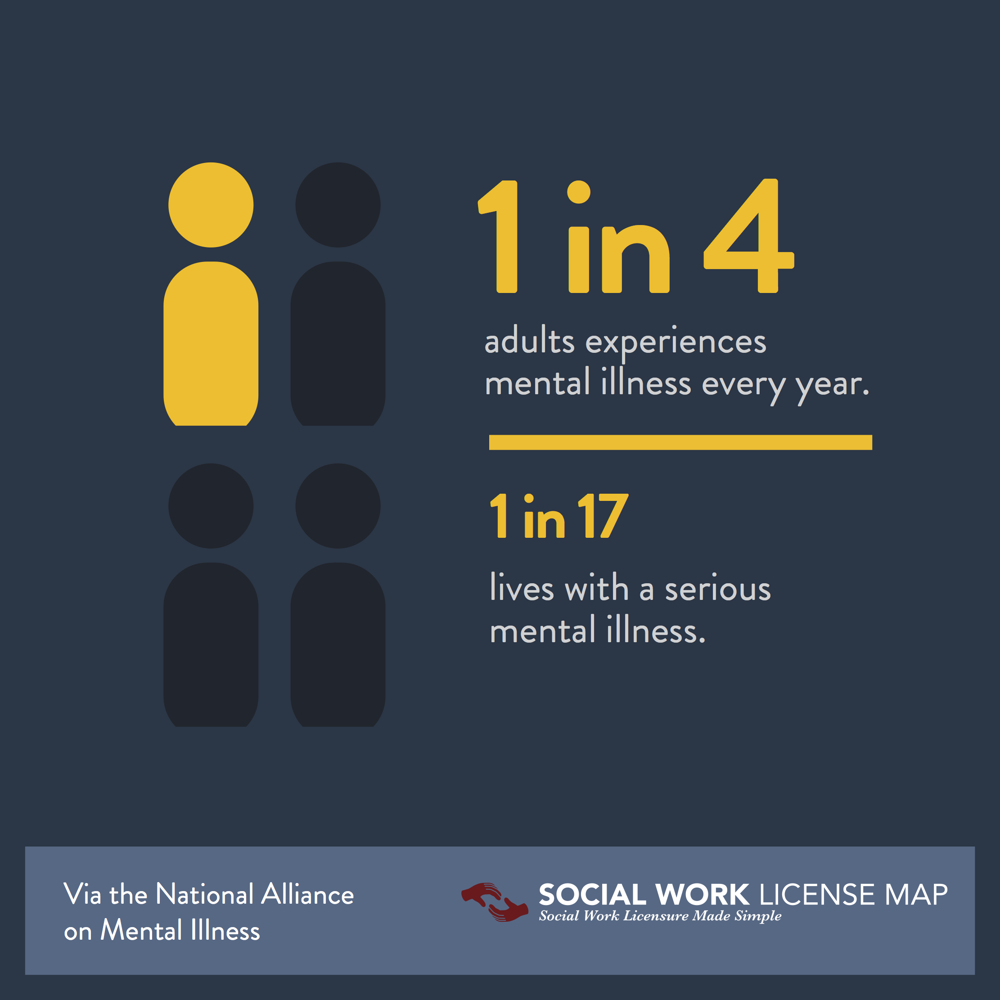 1 in 4
adults experiences
mental illness every year.
1 in 17
lives with a serious
mental illness.
Via the National Alliance
on Mental Illness
SOCIAL WORK LICENSE MAP
Social Work Licensure Made Simple